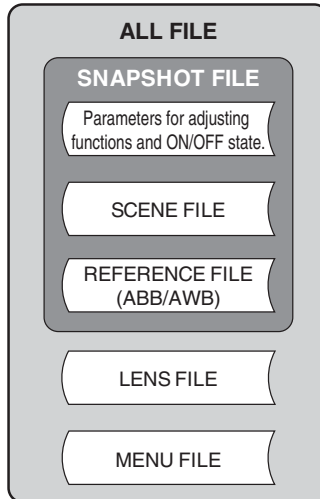 ALL FILE
SNAPSHOT FILE
Parameters for adjusting
functions and ON/OFF state.
SCENE FILE
REFERENCE FILE
(ABB/AWB)
LENS FILE
MENU FILE